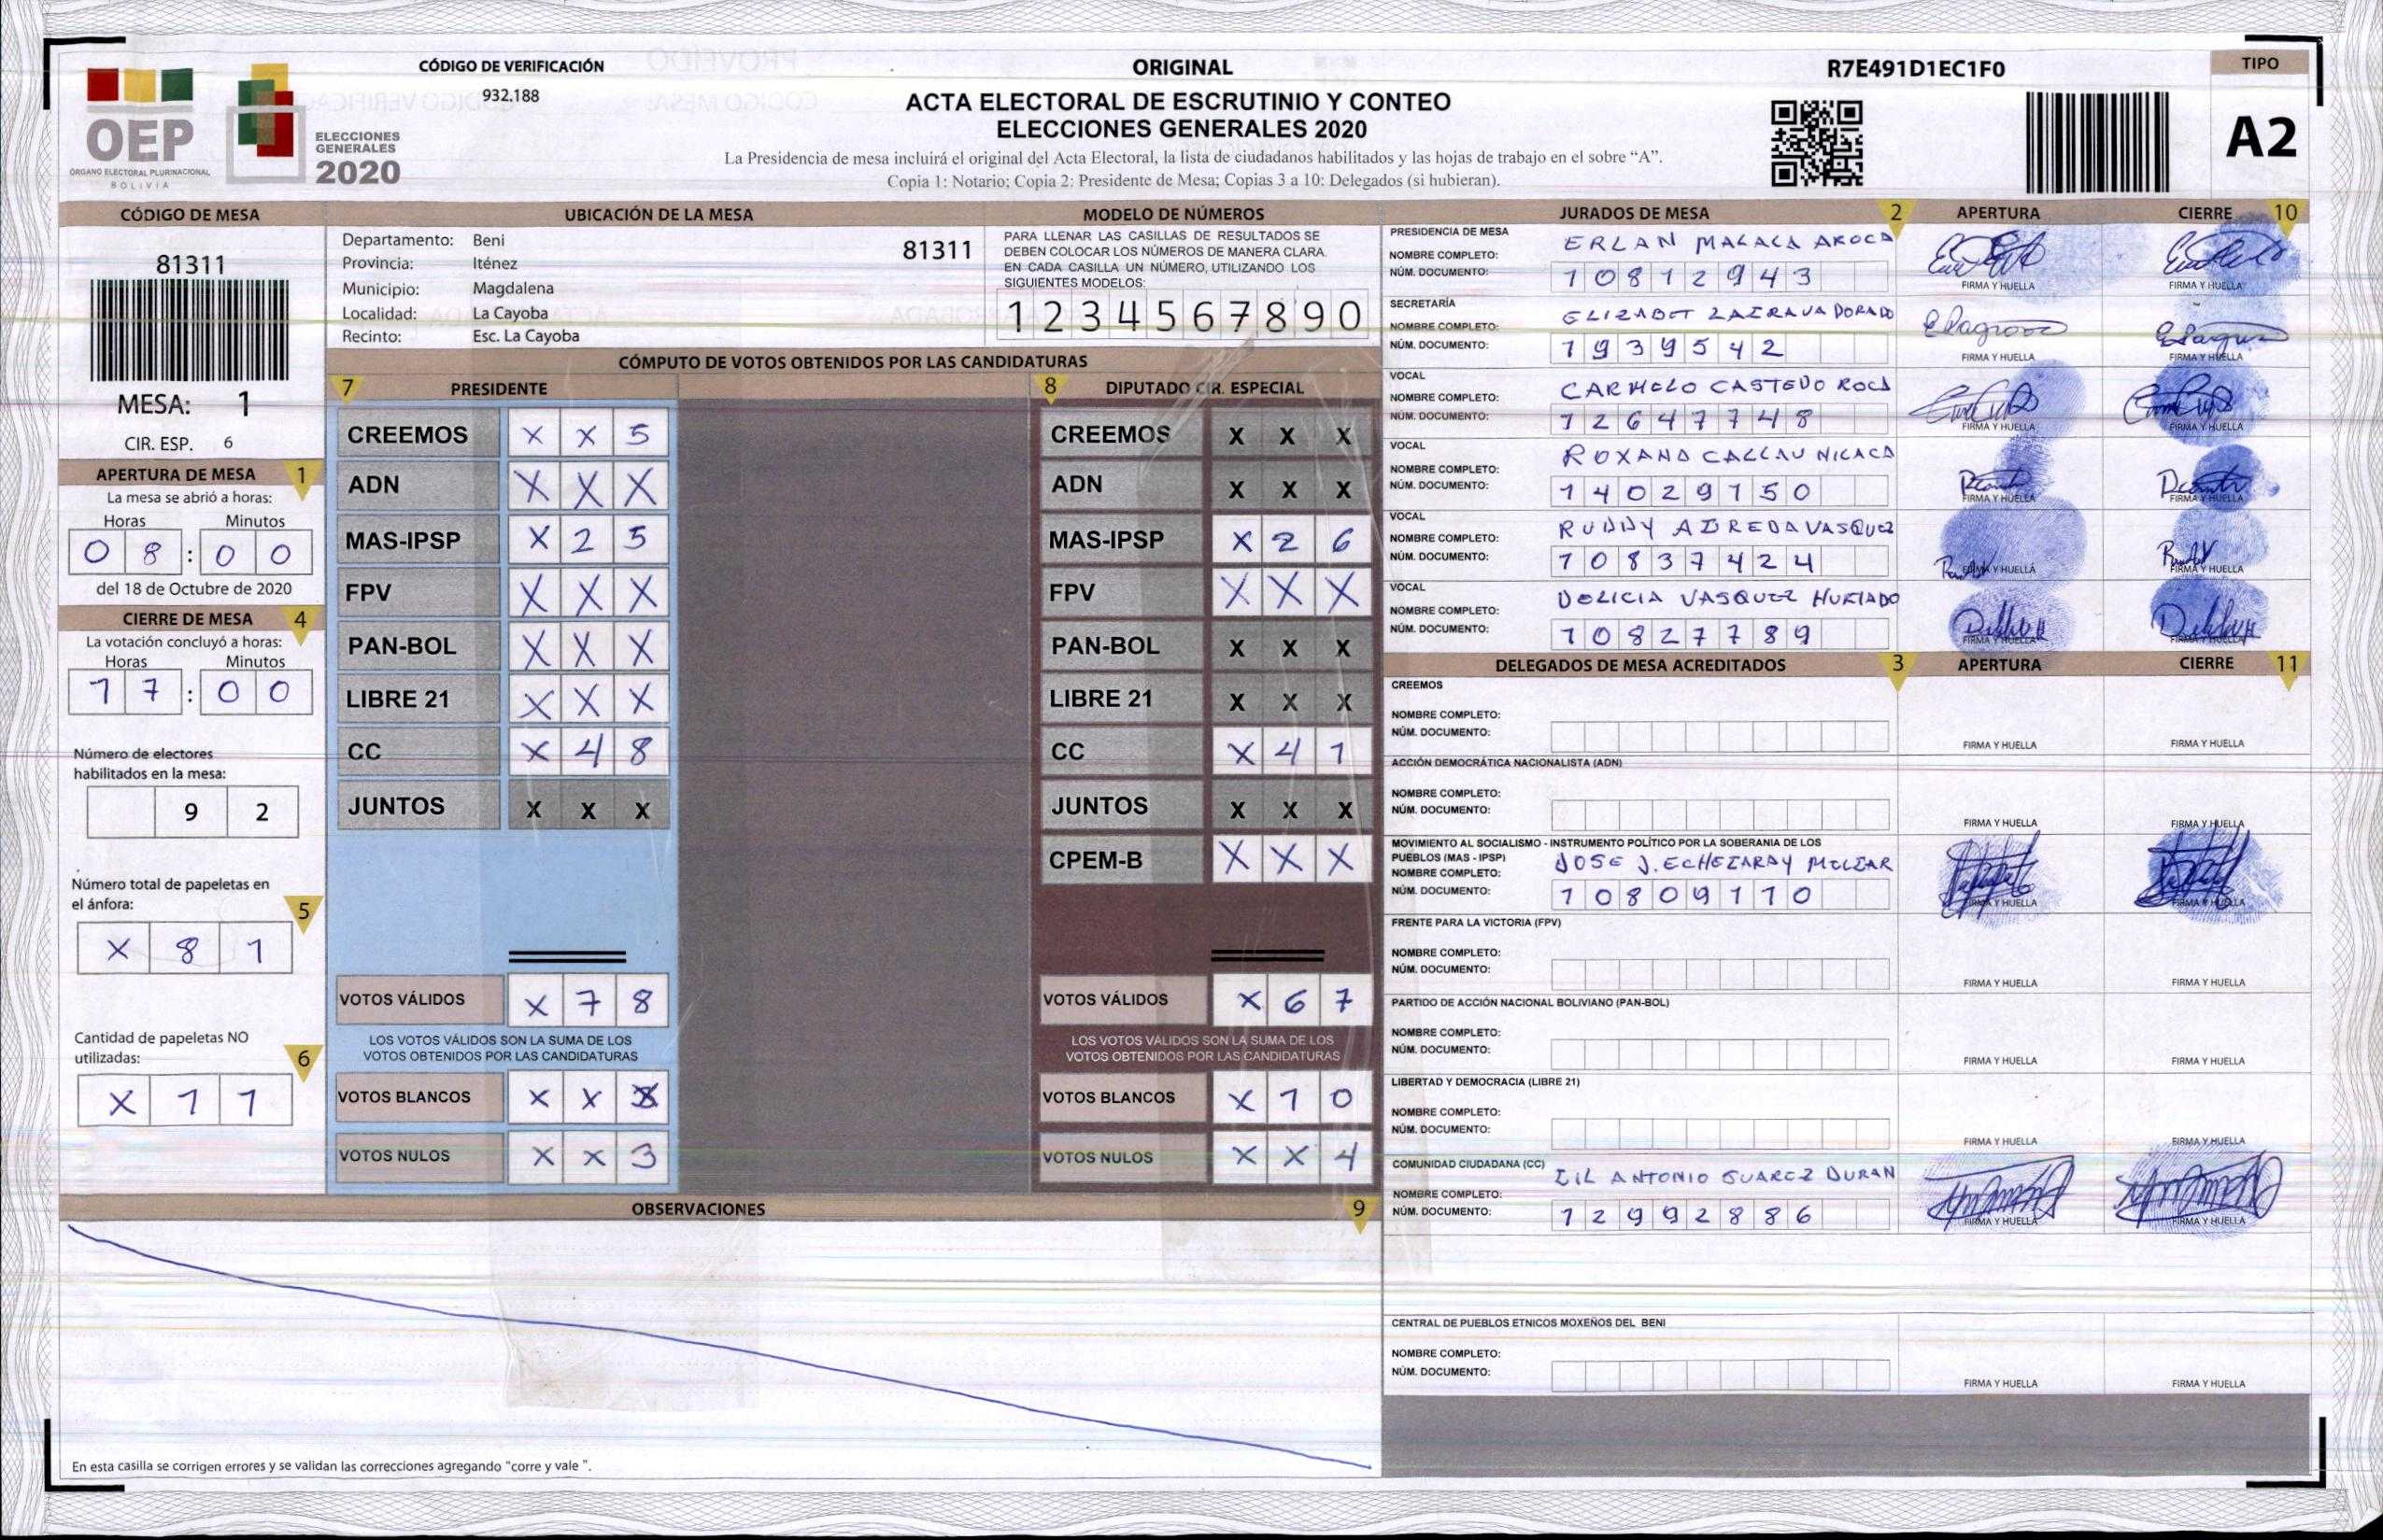 CÓDIGO DE VERIFICACIÓN
932.188
OEP
ÓRGANO ELECTORAL PLURINACIONAL
BOLIVIA
ELECCIONES
GENERALES
2020
ORIGINAL
ACTA ELECTORAL DE ESCRUTINIO Y CONTEO
ELECCIONES GENERALES 2020
La Presidencia de mesa incluirá el original del Acta Electoral, la lista de ciudadanos habilitados y las hojas de trabajo en el sobre “A”.
Copia 1: Notario; Copia 2: Presidente de Mesa; Copias 3 a 10: Delegados (si hubieran).
R7E491D1EC1F0
TIPO
A2
CÓDIGO DE MESA
81311
MESA: 1
CIR. ESP. 6
APERTURA DE MESA 1
La mesa se abrió a horas:
Horas Minutos
0 8 : 0 0
del 18 de Octubre de 2020
CIERRE DE MESA 4
La votación concluyó a horas:
Horas Minutos
1 7 : 0 0
Número de electores
habilitados en la mesa:
9 2
Número total de papeletas en
el ánfora: 5
X 8 1
Cantidad de papeletas NO
utilizadas: 6
X 1 1
UBICACIÓN DE LA MESA
Departamento: Beni
Provincia: Iténez
Municipio: Magdalena
Localidad: La Cayoba
Recinto: Esc. La Cayoba
81311
MODELO DE NÚMEROS
PARA LLENAR LAS CASILLAS DE RESULTADOS SE
DEBEN COLOCAR LOS NÚMEROS DE MANERA CLARA.
EN CADA CASILLA UN NÚMERO, UTILIZANDO LOS
SIGUIENTES MODELOS:
1 2 3 4 5 6 7 8 9 0
CÓMPUTO DE VOTOS OBTENIDOS POR LAS CANDIDATURAS
7 PRESIDENTE
CREEMOS X X 5
ADN X X X
MAS-IPSP X 2 5
FPV X X X
PAN-BOL X X X
LIBRE 21 X X X
CC X 4 8
JUNTOS X X X
VOTOS VÁLIDOS X 7 8
LOS VOTOS VÁLIDOS SON LA SUMA DE LOS
VOTOS OBTENIDOS POR LAS CANDIDATURAS
VOTOS BLANCOS X X
VOTOS NULOS X X 3
8 DIPUTADO CIR. ESPECIAL
CREEMOS X X X
ADN X X X
MAS-IPSP X 2 6
FPV X X X
PAN-BOL X X X
LIBRE 21 X X X
CC X 4 1
JUNTOS X X X
CPEM-B X X X
VOTOS VÁLIDOS X 6 7
LOS VOTOS VÁLIDOS SON LA SUMA DE LOS
VOTOS OBTENIDOS POR LAS CANDIDATURAS
VOTOS BLANCOS X 1 0
VOTOS NULOS X X 4
OBSERVACIONES 9
En esta casilla se corrigen errores y se validan las correcciones agregando "corre y vale ".
JURADOS DE MESA 2 APERTURA CIERRE 10
PRESIDENCIA DE MESA
NOMBRE COMPLETO: ERLAN MALACA AROCA
NÚM. DOCUMENTO: 1 0 8 1 2 9 4 3
FIRMA Y HUELLA FIRMA Y HUELLA
SECRETARÍA
NOMBRE COMPLETO: DORADO
NÚM. DOCUMENTO: 1 9 3 9 5 4 2
FIRMA Y HUELLA FIRMA Y HUELLA
VOCAL
NOMBRE COMPLETO: CARMELO CASTEDO ROCA
NÚM. DOCUMENTO: 1 2 6 4 7 7 4 8
FIRMA Y HUELLA FIRMA Y HUELLA
VOCAL
NOMBRE COMPLETO: ROXANA CALLAU
NÚM. DOCUMENTO: 1 4 0 2 9 1 5 0
FIRMA Y HUELLA FIRMA Y HUELLA
VOCAL
NOMBRE COMPLETO: RUDDY VASQUEZ
NÚM. DOCUMENTO: 1 0 8 3 7 4 2 4
FIRMA Y HUELLA FIRMA Y HUELLA
VOCAL
NOMBRE COMPLETO: DELICIA VASQUEZ HURTADO
NÚM. DOCUMENTO: 1 0 8 2 7 7 8 9
FIRMA Y HUELLA FIRMA Y HUELLA
DELEGADOS DE MESA ACREDITADOS 3 APERTURA CIERRE 11
CREEMOS
NOMBRE COMPLETO:
NÚM. DOCUMENTO:
FIRMA Y HUELLA FIRMA Y HUELLA
ACCIÓN DEMOCRÁTICA NACIONALISTA (ADN)
NOMBRE COMPLETO:
NÚM. DOCUMENTO:
FIRMA Y HUELLA FIRMA Y HUELLA
MOVIMIENTO AL SOCIALISMO - INSTRUMENTO POLÍTICO POR LA SOBERANIA DE LOS
PUEBLOS (MAS - IPSP)
NOMBRE COMPLETO: JOSE J. ECHEZARAY
NÚM. DOCUMENTO: 1 0 8 0 9 1 1 0
FIRMA Y HUELLA FIRMA Y HUELLA
FRENTE PARA LA VICTORIA (FPV)
NOMBRE COMPLETO:
NÚM. DOCUMENTO:
FIRMA Y HUELLA FIRMA Y HUELLA
PARTIDO DE ACCIÓN NACIONAL BOLIVIANO (PAN-BOL)
NOMBRE COMPLETO:
NÚM. DOCUMENTO:
FIRMA Y HUELLA FIRMA Y HUELLA
LIBERTAD Y DEMOCRACIA (LIBRE 21)
NOMBRE COMPLETO:
NÚM. DOCUMENTO:
FIRMA Y HUELLA FIRMA Y HUELLA
COMUNIDAD CIUDADANA (CC)
NOMBRE COMPLETO: ANTONIO SUAREZ DURAN
NÚM. DOCUMENTO: 1 2 9 9 2 8 8 6
FIRMA Y HUELLA FIRMA Y HUELLA
CENTRAL DE PUEBLOS ETNICOS MOXEÑOS DEL BENI
NOMBRE COMPLETO:
NÚM. DOCUMENTO:
FIRMA Y HUELLA FIRMA Y HUELLA